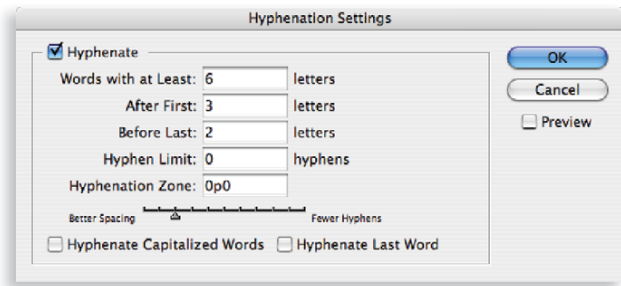 Hyphenation Settings
Hyphenate
Words with at Least: 6 letters
After First: 3 letters
Before Last: 2 letters
Hyphen Limit: 0 hyphens
Hyphenation Zone: 0p0
Better Spacing Fewer Hyphens
Hyphenate Capitalized Words Hyphenate Last Word
OK
Cancel
Preview